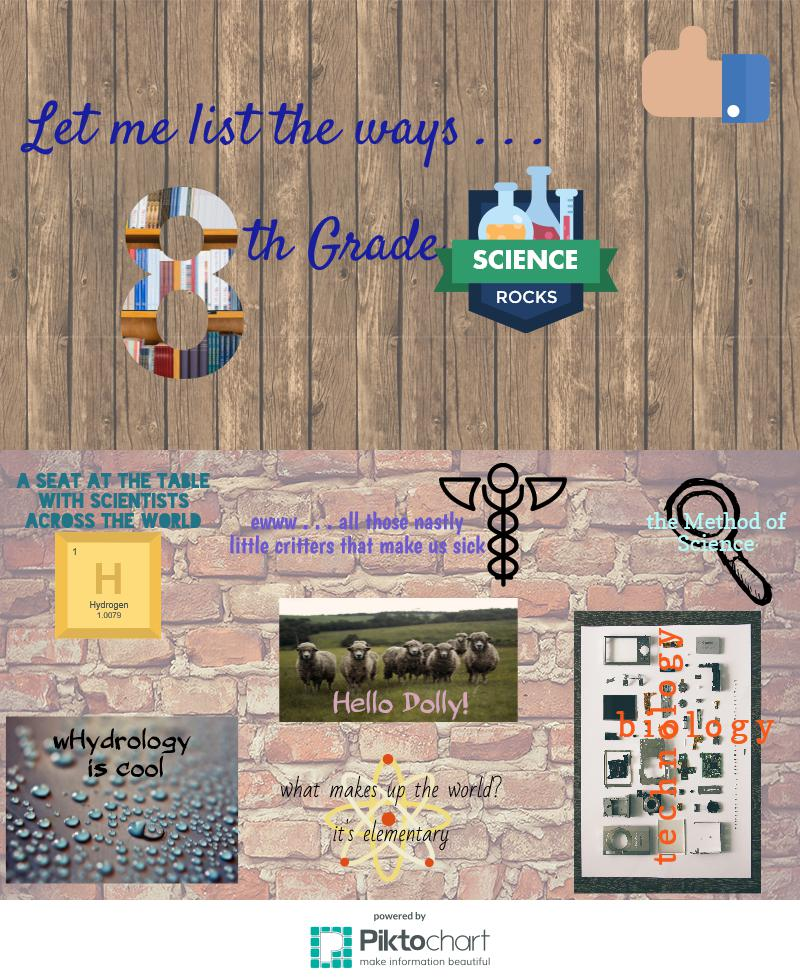 Let me list the ways . . .
8th Grade
SCIENCE
ROCKS
A SEAT AT THE TABLE
WITH SCIENTISTS
ACROSS THE WORLD
1
H
Hydrogen
1.0079
ewww . . . all those nastly
little critters that make us sick
the Method of
Science
Hello Dolly!
technology
biology
wHydrology
is cool
what makes up the world?
it's elementary
powered by
Piktochart
make information beautiful